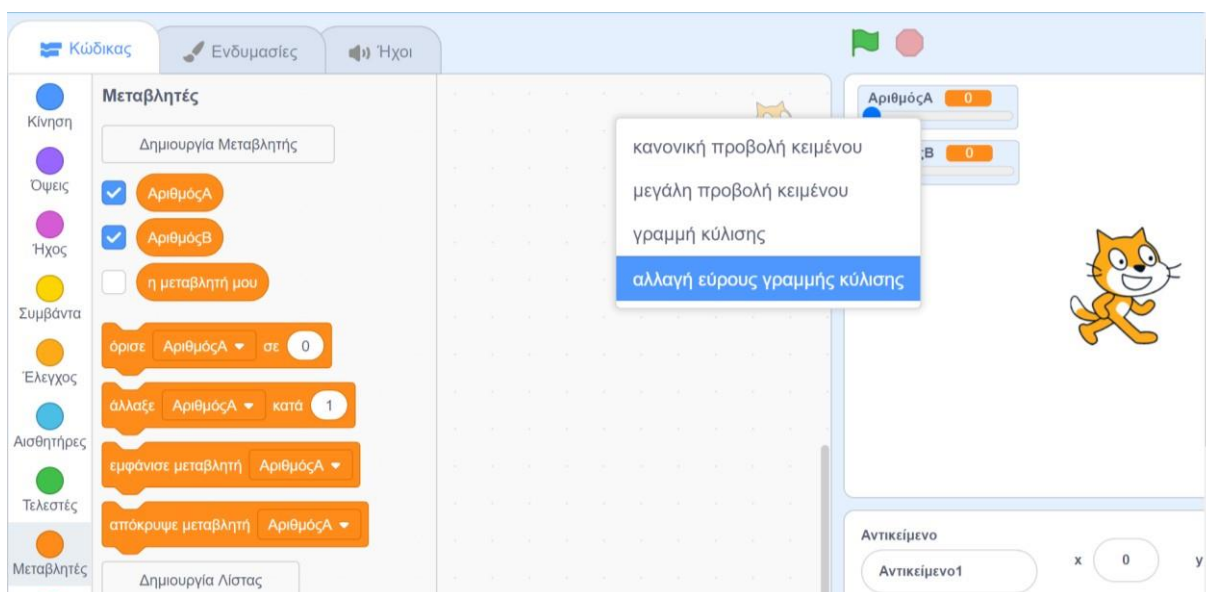 Κώδικας
Ενδυμασίες
Ήχοι
Κίνηση
Όψεις
Ήχος
Συμβάντα
Έλεγχος
Αισθητήρες
Τελεστές
Μεταβλητές
Μεταβλητές
Δημιουργία Μεταβλητής
ΑριθμόςΑ
ΑριθμόςΒ
η μεταβλητή μου
όρισε ΑριθμόςΑ σε 0
άλλαξε ΑριθμόςΑ κατά 1
εμφάνισε μεταβλητή ΑριθμόςΑ
απόκρυψε μεταβλητή ΑριθμόςΑ
Δημιουργία Λίστας
κανονική προβολή κειμένου
μεγάλη προβολή κειμένου
γραμμή κύλισης
αλλαγή εύρους γραμμής κύλισης
ΑριθμόςΑ 0
ςΒ 0
Αντικείμενο
Αντικείμενο1
x 0 y